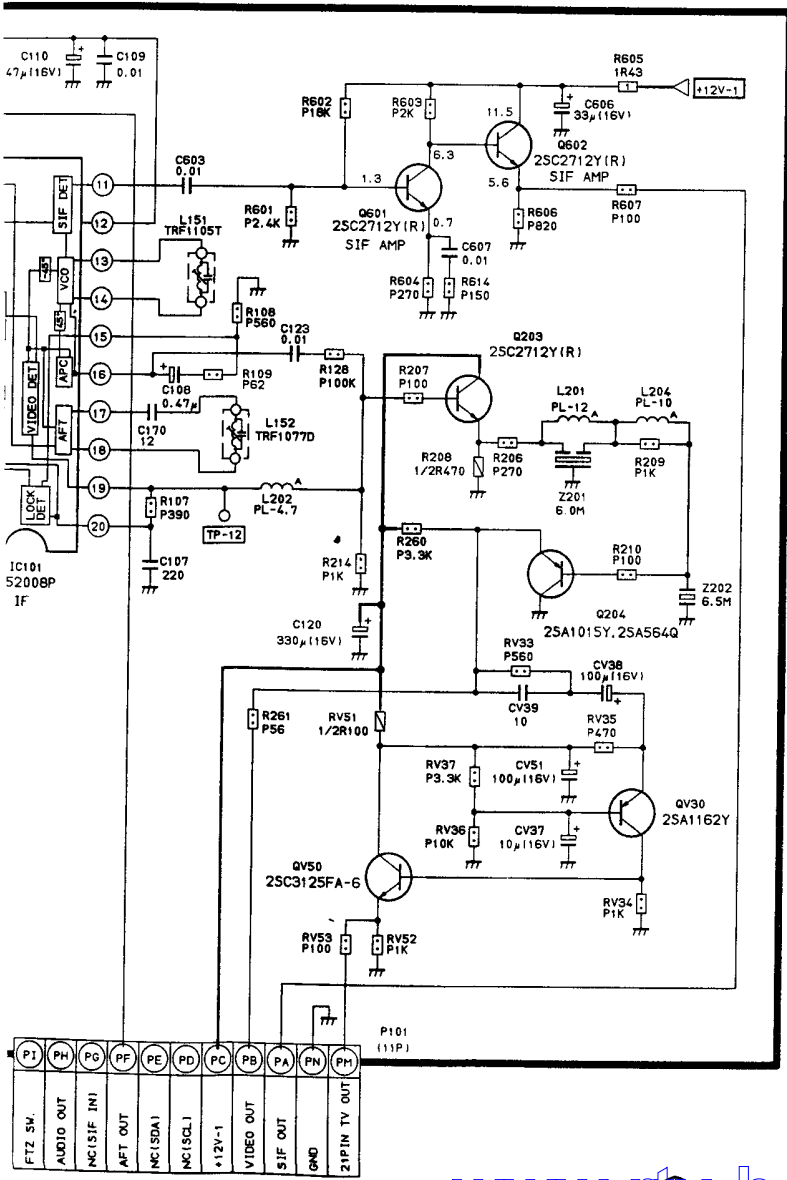 C110
47μ(16V)
+
C109
0.01
R605
1R43
1
+12V-1
R602
P18K
R603
P2K
+
C606
33μ(16V)
11.5
Q602
2SC2712Y(R)
SIF AMP
C603
0.01
6.3
1.3
5.6
SIF DET
11
12
R601
P2.4K
Q601
2SC2712Y(R)
SIF AMP
0.7
R606
P820
R607
P100
L151
TRF1105T
C607
0.01
-45°
VCO
13
14
R604
P270
R614
P150
45°
R108
P560
15
C123
0.01
Q203
2SC2712Y(R)
VIDEO DET
APC
16
+
C108
0.47μ
R109
P62
R128
P100K
R207
P100
L201
PL-12
L204
PL-10
A
A
AFT
17
18
C170
12
L152
TRF1077D
R208
1/2R470
R206
P270
R209
P1K
Z201
6.0M
LOCK DET
19
20
R107
P390
TP-12
L202
PL-4.7
A
R260
P3.3K
R210
P100
IC101
52008P
IF
C107
220
R214
P1K
Z202
6.5M
Q204
2SA1015Y,2SA564Q
C120
330μ(16V)
+
RV33
P560
CV38
100μ(16V)
+
R261
P56
RV51
1/2R100
CV39
10
RV35
P470
RV37
P3.3K
CV51
100μ(16V)
+
QV30
2SA1162Y
RV36
P10K
CV37
10μ(16V)
+
QV50
2SC3125FA-6
RV34
P1K
RV53
P100
RV52
P1K
P101
(11P)
PI
PH
PG
PF
PE
PD
PC
PB
PA
PN
PM
FTZ SW.
AUDIO OUT
NC(SIF IN)
AFT OUT
NC(SDA)
NC(SCL)
+12V-1
VIDEO OUT
SIF OUT
GND
21PIN TV OUT